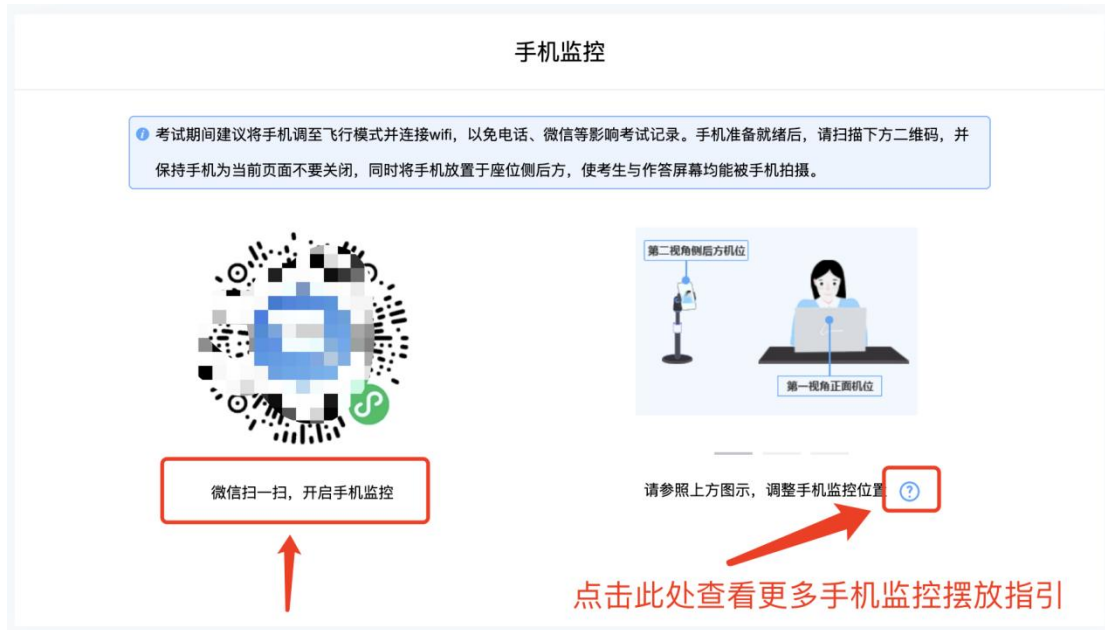 手机监控
考试期间建议将手机调至飞行模式并连接wifi，以免电话、微信等影响考试记录。手机准备就绪后，请扫描下方二维码，并
保持手机为当前页面不要关闭，同时将手机放置于座位侧后方，使考生与作答屏幕均能被手机拍摄。
第二视角侧后方机位
第一视角正面机位
微信扫一扫，开启手机监控
请参照上方图示，调整手机监控位置 ?
点击此处查看更多手机监控摆放指引